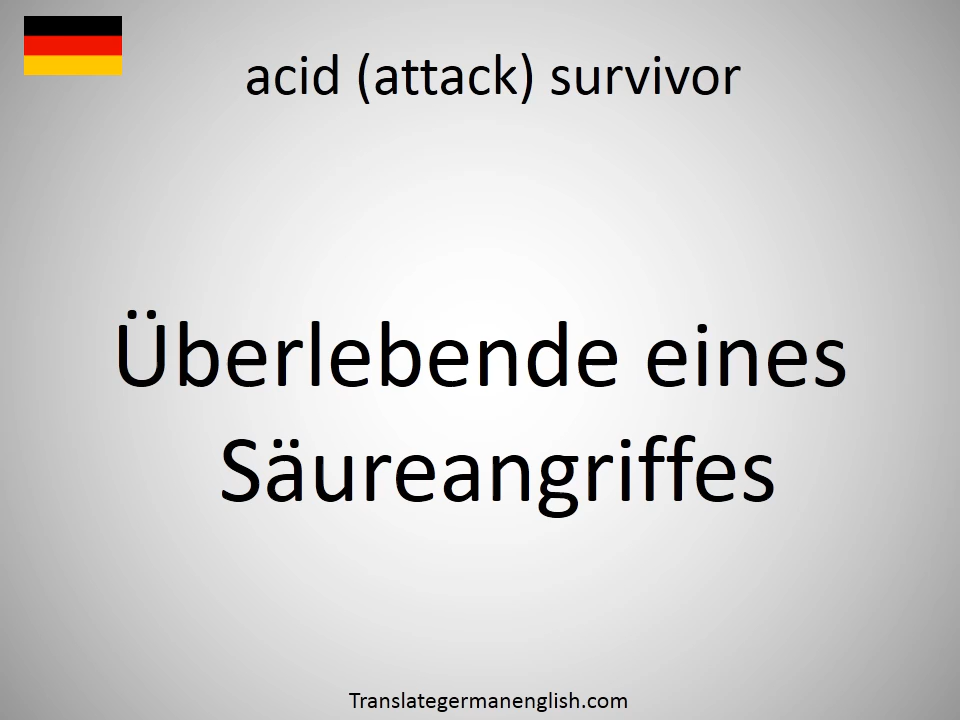 acid (attack) survivor
Überlebende eines
Säureangriffes
Translategermanenglish.com